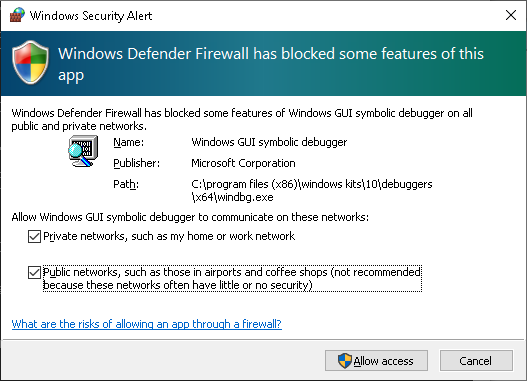 Windows Security Alert
Windows Defender Firewall has blocked some features of this
app
Windows Defender Firewall has blocked some features of Windows GUI symbolic debugger on all
public and private networks.
Name: Windows GUI symbolic debugger
Publisher: Microsoft Corporation
Path: C:\program files (x86)\windows kits\10\debuggers
\x64\windbg.exe
Allow Windows GUI symbolic debugger to communicate on these networks:
Private networks, such as my home or work network
Public networks, such as those in airports and coffee shops (not recommended
because these networks often have little or no security)
What are the risks of allowing an app through a firewall?
Allow access Cancel